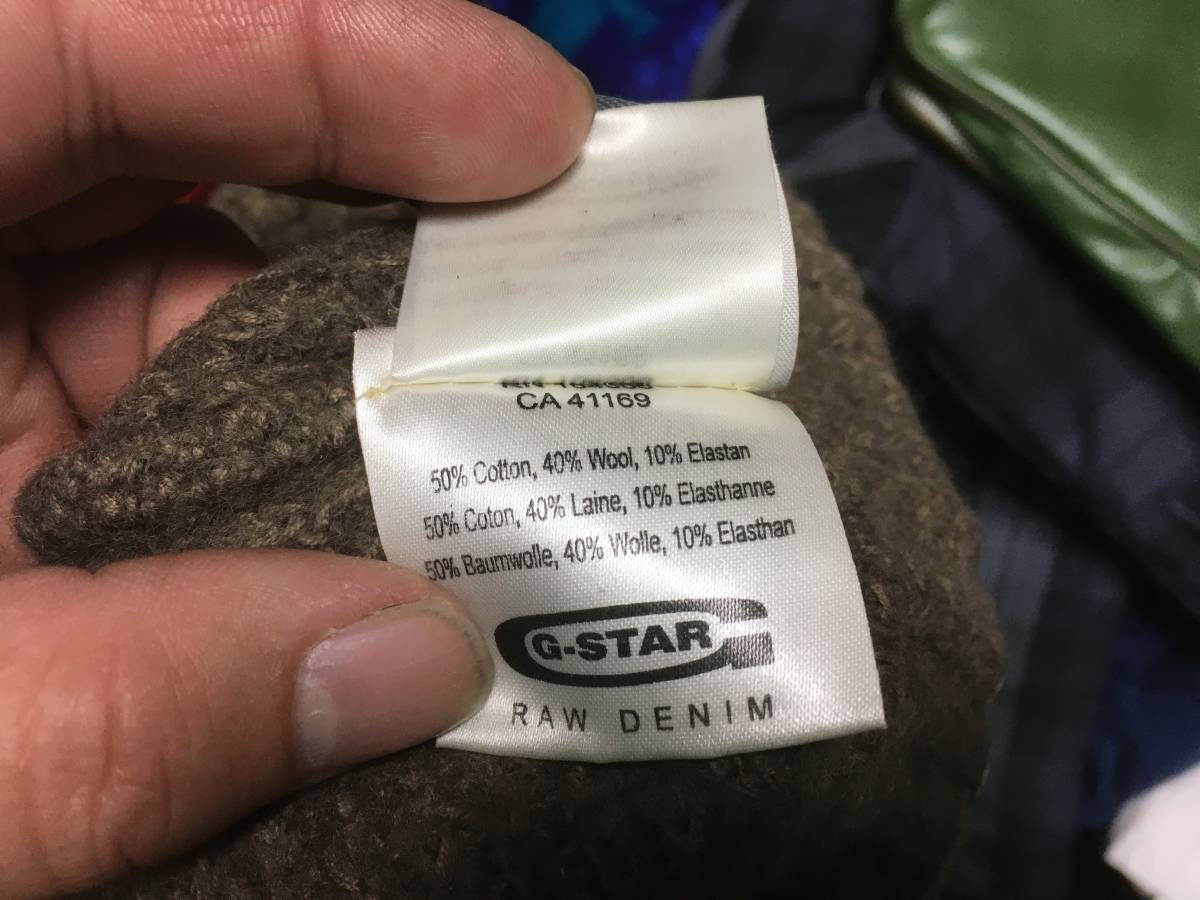 CA 41169
50% Cotton, 40% Wool, 10% Elastan
50% Coton, 40% Laine, 10% Elasthanne
50% Baumwolle, 40% Wolle, 10% Elasthan
G-STAR
RAW DENIM